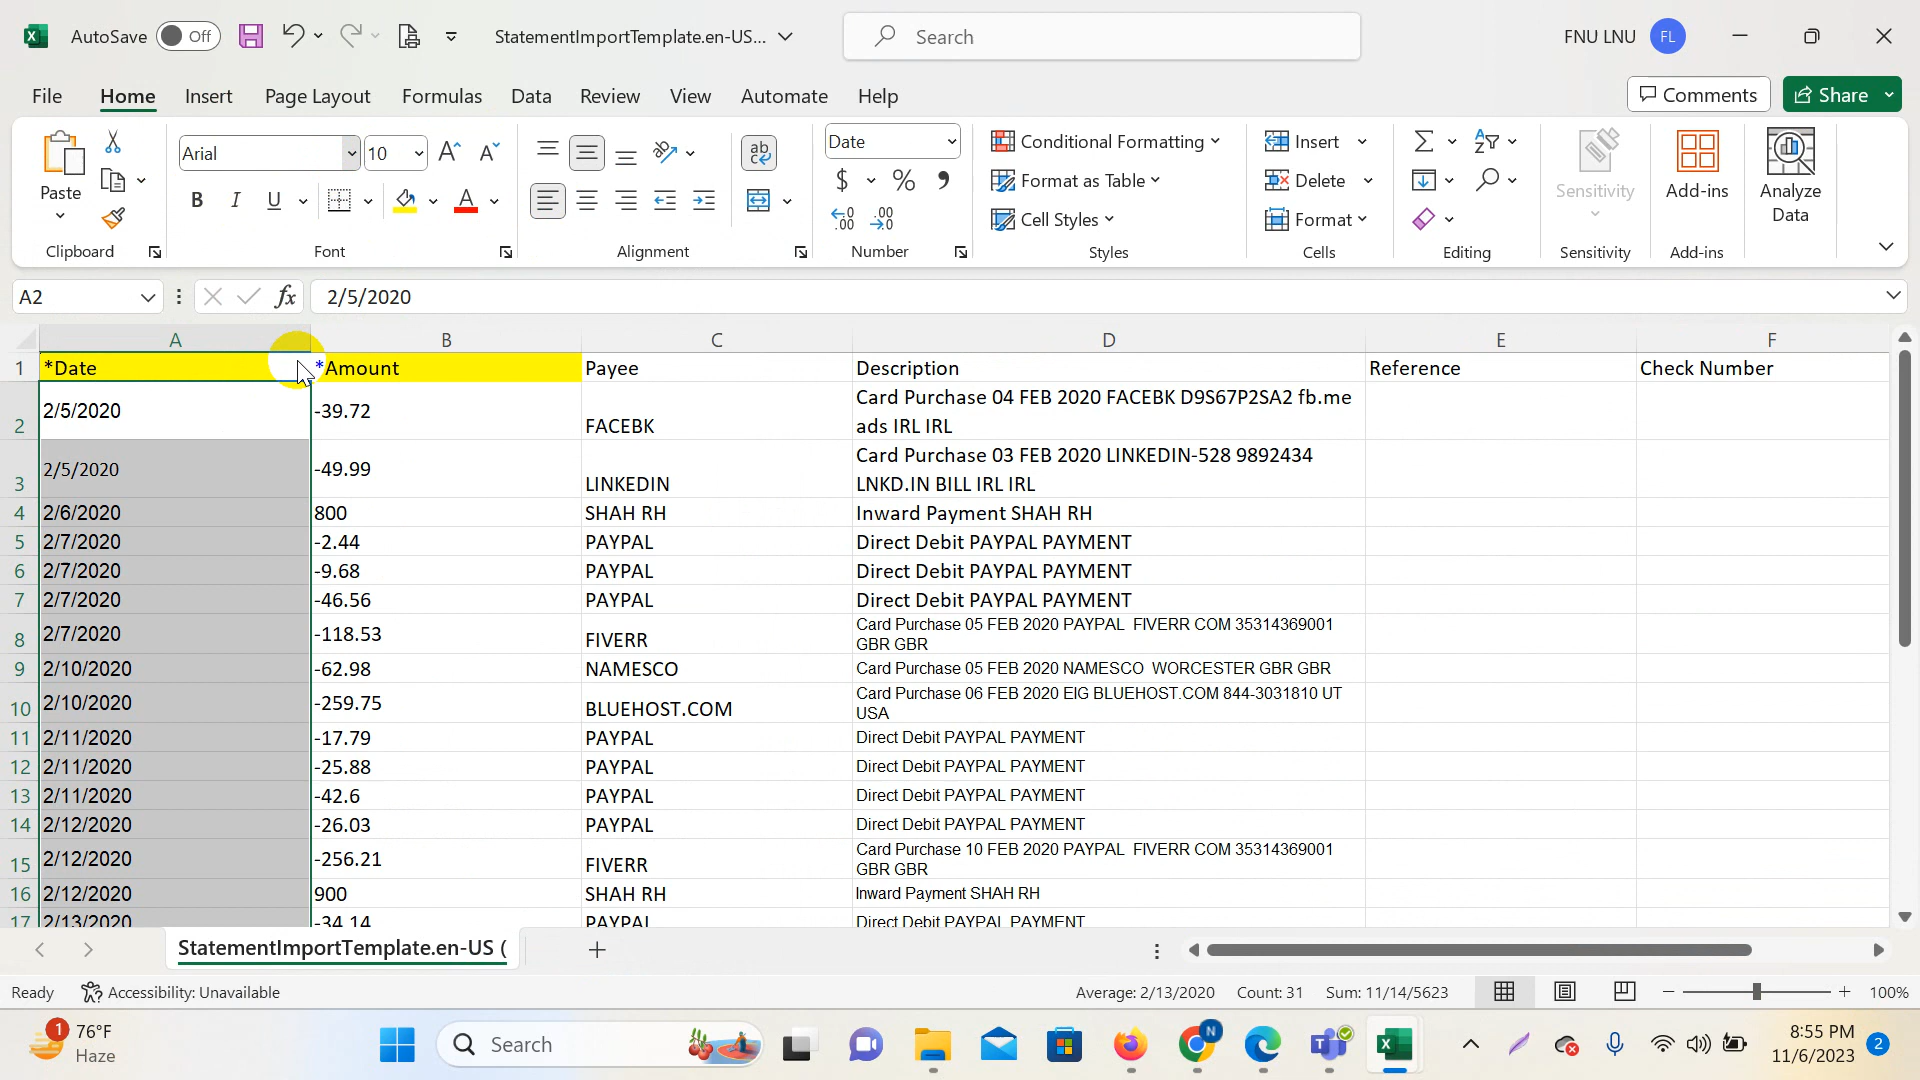 AutoSave Off StatementImportTemplate.en-US... Search FNU LNU FL
File Home Insert Page Layout Formulas Data Review View Automate Help Comments Share
Paste Arial 10 Date Conditional Formatting Insert Sensitivity Add-ins Analyze Data
Format as Table Delete
B I U $ % Cell Styles Format
Clipboard Font Alignment Number Styles Cells Editing Sensitivity Add-ins
A2 fx 2/5/2020
A B C D E F
1 *Date *Amount Payee Description Reference Check Number
2 2/5/2020 -39.72 FACEBK Card Purchase 04 FEB 2020 FACEBK D9S67P2SA2 fb.me
ads IRL IRL
3 2/5/2020 -49.99 LINKEDIN Card Purchase 03 FEB 2020 LINKEDIN-528 9892434
LNKD.IN BILL IRL IRL
4 2/6/2020 800 SHAH RH Inward Payment SHAH RH
5 2/7/2020 -2.44 PAYPAL Direct Debit PAYPAL PAYMENT
6 2/7/2020 -9.68 PAYPAL Direct Debit PAYPAL PAYMENT
7 2/7/2020 -46.56 PAYPAL Direct Debit PAYPAL PAYMENT
8 2/7/2020 -118.53 FIVERR Card Purchase 05 FEB 2020 PAYPAL FIVERR COM 35314369001
GBR GBR
9 2/10/2020 -62.98 NAMESCO Card Purchase 05 FEB 2020 NAMESCO WORCESTER GBR GBR
10 2/10/2020 -259.75 BLUEHOST.COM Card Purchase 06 FEB 2020 EIG BLUEHOST.COM 844-3031810 UT
USA
11 2/11/2020 -17.79 PAYPAL Direct Debit PAYPAL PAYMENT
12 2/11/2020 -25.88 PAYPAL Direct Debit PAYPAL PAYMENT
13 2/11/2020 -42.6 PAYPAL Direct Debit PAYPAL PAYMENT
14 2/12/2020 -26.03 PAYPAL Direct Debit PAYPAL PAYMENT
15 2/12/2020 -256.21 FIVERR Card Purchase 10 FEB 2020 PAYPAL FIVERR COM 35314369001
GBR GBR
16 2/12/2020 900 SHAH RH Inward Payment SHAH RH
17 2/13/2020 -34.14 PAYPAL Direct Debit PAYPAL PAYMENT
StatementImportTemplate.en-US (
Ready Accessibility: Unavailable Average: 2/13/2020 Count: 31 Sum: 11/14/5623 100%
1 76°F Search N 8:55 PM
Haze 11/6/2023 2